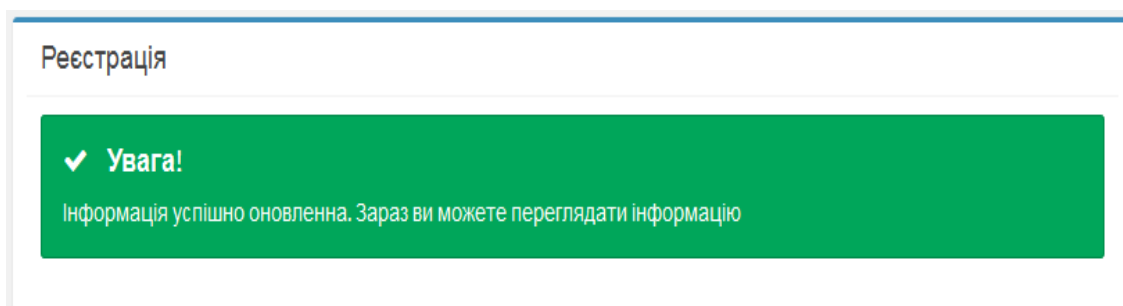 Реєстрація
Увага!
Інформація успішно оновленна. Зараз ви можете переглядати інформацію